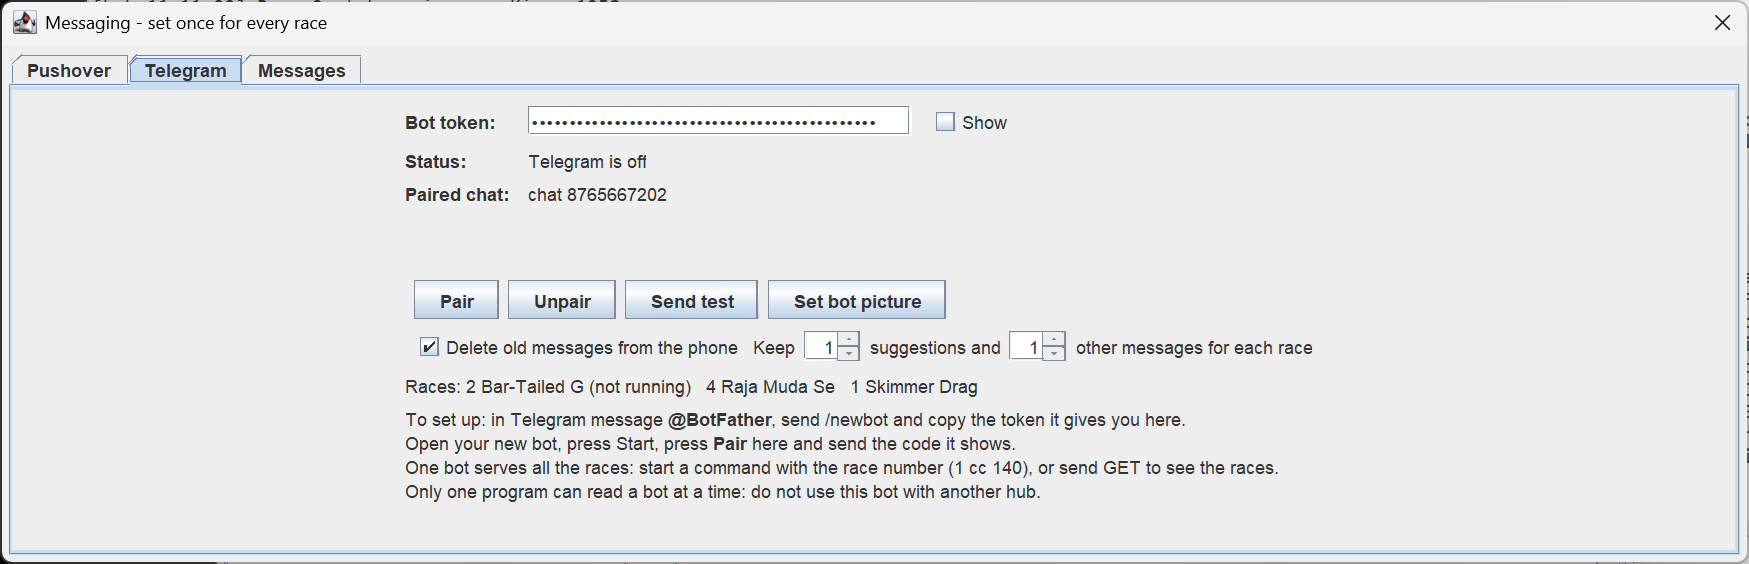 Messaging - set once for every race
Pushover Telegram Messages
Bot token: Show
Status: Telegram is off
Paired chat: chat 8765667202
Pair Unpair Send test Set bot picture
Delete old messages from the phone Keep 1 suggestions and 1 other messages for each race
Races: 2 Bar-Tailed G (not running) 4 Raja Muda Se 1 Skimmer Drag
To set up: in Telegram message @BotFather, send /newbot and copy the token it gives you here.
Open your new bot, press Start, press Pair here and send the code it shows.
One bot serves all the races: start a command with the race number (1 cc 140), or send GET to see the races.
Only one program can read a bot at a time: do not use this bot with another hub.